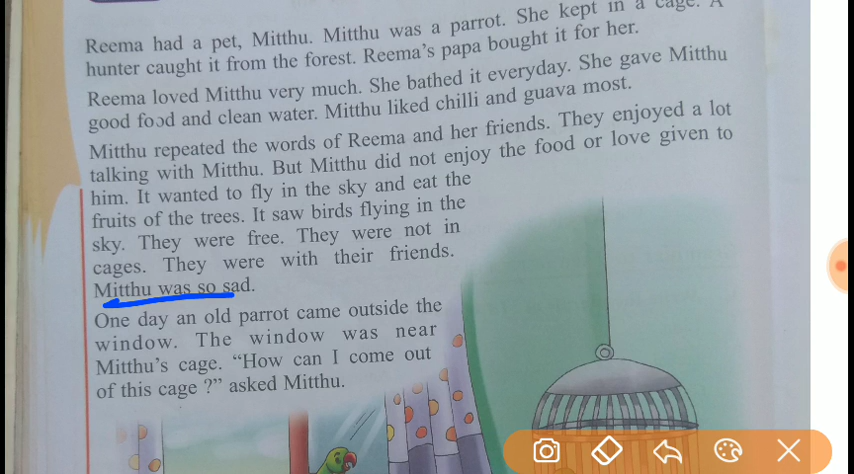 Reema had a pet, Mitthu. Mitthu was a parrot. She kept in a cage. A
hunter caught it from the forest. Reema's papa bought it for her.
Reema loved Mitthu very much. She bathed it everyday. She gave Mitthu
good food and clean water. Mitthu liked chilli and guava most.
Mitthu repeated the words of Reema and her friends. They enjoyed a lot
talking with Mitthu. But Mitthu did not enjoy the food or love given to
him. It wanted to fly in the sky and eat the
fruits of the trees. It saw birds flying in the
sky. They were free. They were not in
cages. They were with their friends.
Mitthu was so sad.
One day an old parrot came outside the
window. The window was near
Mitthu's cage. “How can I come out
of this cage ?” asked Mitthu.